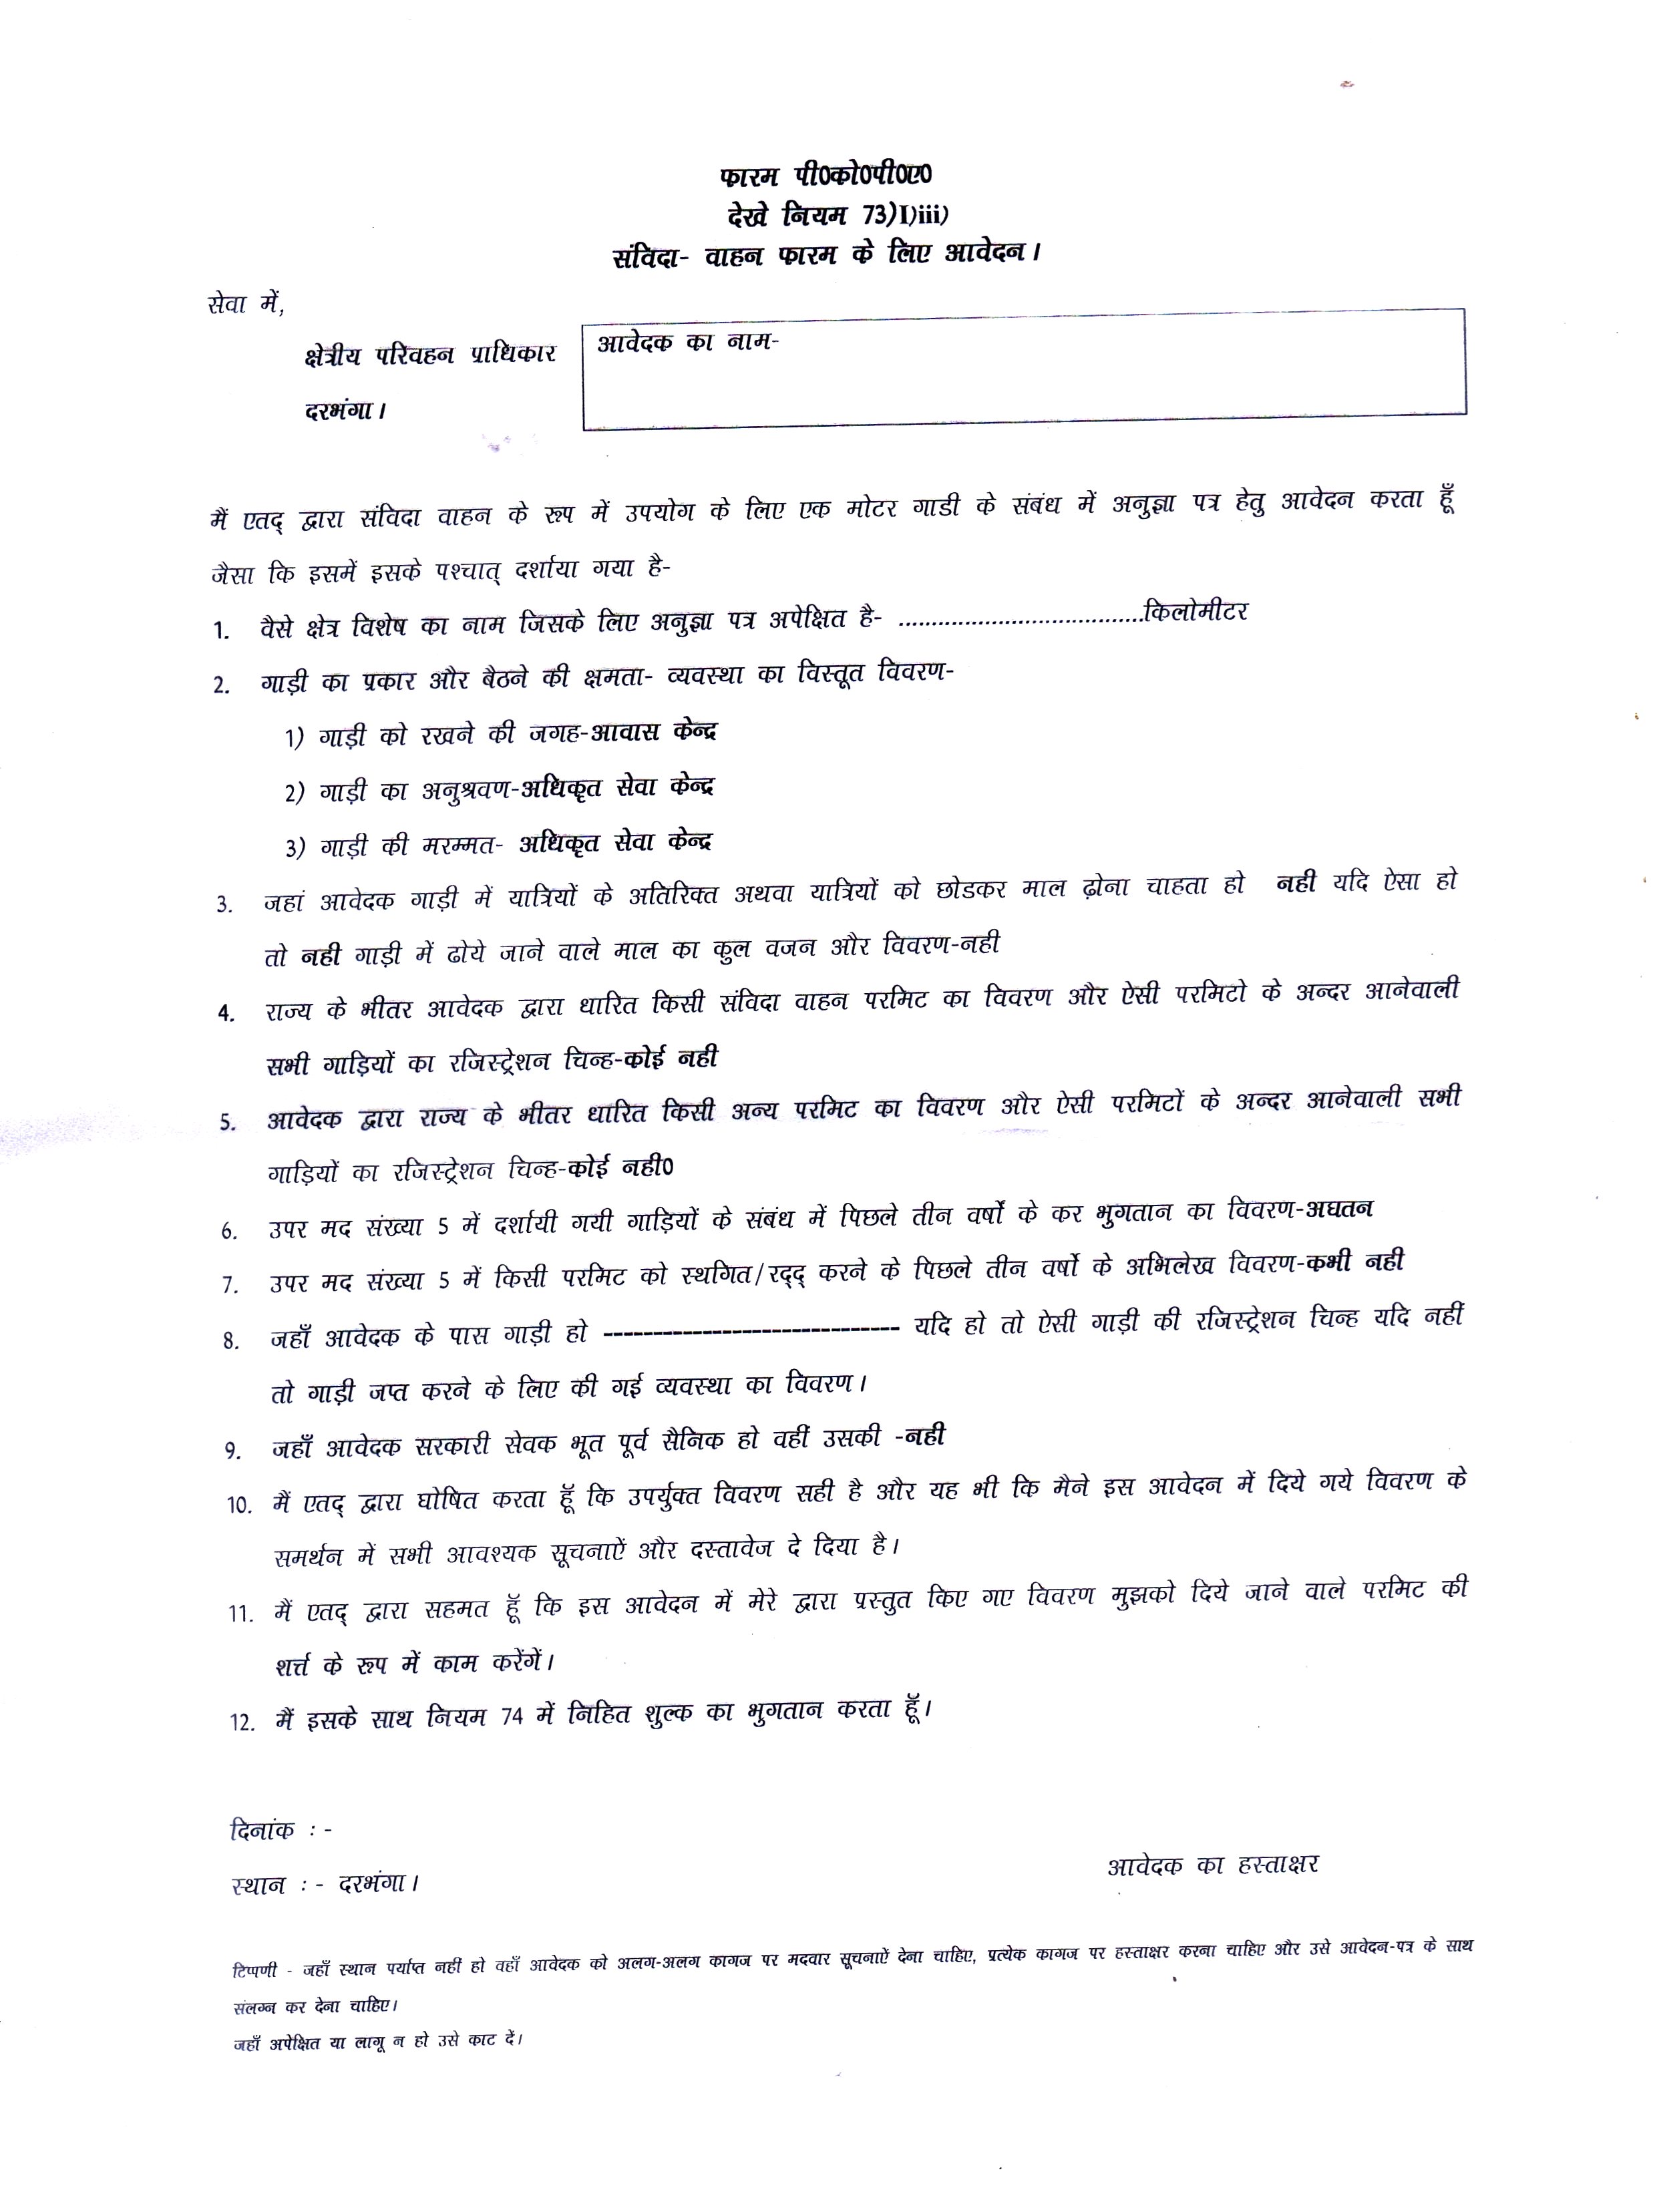 फारम पी0को0पी0ए0
देखे नियम 73)I)iii)
संविदा- वाहन फारम के लिए आवेदन।
सेवा में,
क्षेत्रीय परिवहन प्राधिकार
दरभंगा।
आवेदक का नाम-
मैं एतद् द्वारा संविदा वाहन के रूप में उपयोग के लिए एक मोटर गाडी के संबंध में अनुज्ञा पत्र हेतु आवेदन करता हूँ
जैसा कि इसमें इसके पश्चात् दर्शाया गया है-
1. वैसे क्षेत्र विशेष का नाम जिसके लिए अनुज्ञा पत्र अपेक्षित है- .....................................किलोमीटर
2. गाड़ी का प्रकार और बैठने की क्षमता- व्यवस्था का विस्तूत विवरण-
1) गाड़ी को रखने की जगह-आवास केन्द्र
2) गाड़ी का अनुश्रवण-अधिकृत सेवा केन्द्र
3) गाड़ी की मरम्मत- अधिकृत सेवा केन्द्र
3. जहां आवेदक गाड़ी में यात्रियों के अतिरिक्त अथवा यात्रियों को छोडकर माल ढ़ोना चाहता हो नही यदि ऐसा हो
तो नही गाड़ी में ढोये जाने वाले माल का कुल वजन और विवरण-नही
4. राज्य के भीतर आवेदक द्वारा धारित किसी संविदा वाहन परमिट का विवरण और ऐसी परमिटो के अन्दर आनेवाली
सभी गाड़ियों का रजिस्ट्रेशन चिन्ह-कोई नही
5. आवेदक द्वारा राज्य के भीतर धारित किसी अन्य परमिट का विवरण और ऐसी परमिटों के अन्दर आनेवाली सभी
गाड़ियों का रजिस्ट्रेशन चिन्ह-कोई नही0
6. उपर मद संख्या 5 में दर्शायी गयी गाड़ियों के संबंध में पिछले तीन वर्षों के कर भुगतान का विवरण-अघतन
7. उपर मद संख्या 5 में किसी परमिट को स्थगित/रद्द् करने के पिछले तीन वर्षो के अभिलेख विवरण-कभी नही
8. जहाँ आवेदक के पास गाड़ी हो ------------------------------ यदि हो तो ऐसी गाड़ी की रजिस्ट्रेशन चिन्ह यदि नहीं
तो गाड़ी जप्त करने के लिए की गई व्यवस्था का विवरण।
9. जहाँ आवेदक सरकारी सेवक भूत पूर्व सैनिक हो वहीं उसकी -नही
10. मैं एतद् द्वारा घोषित करता हूँ कि उपर्युक्त विवरण सही है और यह भी कि मैने इस आवेदन में दिये गये विवरण के
समर्थन में सभी आवश्यक सूचनाऐं और दस्तावेज दे दिया है।
11. मैं एतद् द्वारा सहमत हूँ कि इस आवेदन में मेरे द्वारा प्रस्तुत किए गए विवरण मुझको दिये जाने वाले परमिट की
शर्त्त के रूप में काम करेंगें।
12. मैं इसके साथ नियम 74 में निहित शुल्क का भुगतान करता हूँ।
दिनांक : -
स्थान : - दरभंगा।
आवेदक का हस्ताक्षर
टिप्पणी - जहाँ स्थान पर्याप्त नहीं हो वहाँ आवेदक को अलग-अलग कागज पर मदवार सूचनाऐं देना चाहिए, प्रत्येक कागज पर हस्ताक्षर करना चाहिए और उसे आवेदन-पत्र के साथ
संलग्न कर देना चाहिए।
जहाँ अपेक्षित या लागू न हो उसे काट दें।